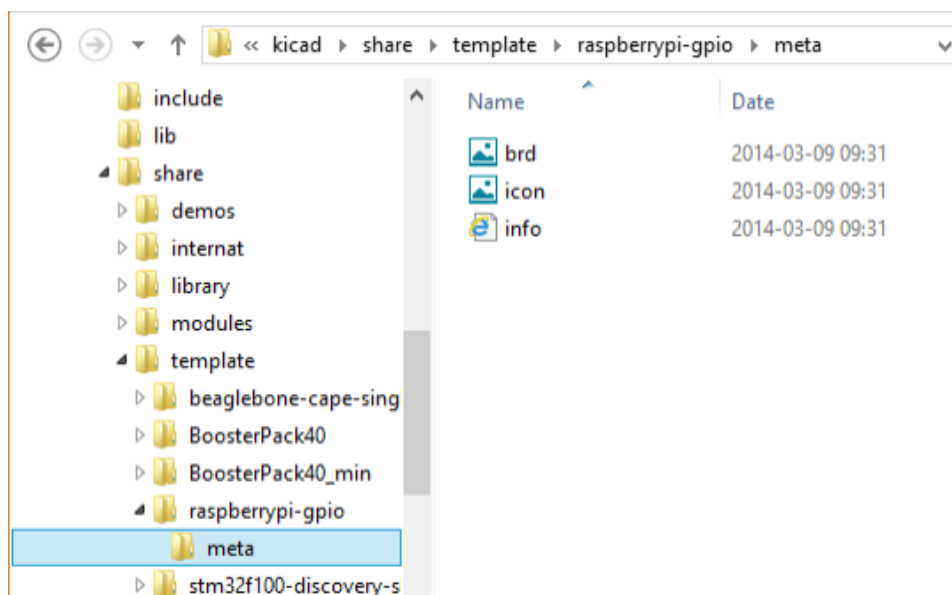 « kicad share template raspberrypi-gpio meta
include
lib
share
demos
internat
library
modules
template
beaglebone-cape-sing
BoosterPack40
BoosterPack40_min
raspberrypi-gpio
meta
stm32f100-discovery-s
Name Date
brd 2014-03-09 09:31
icon 2014-03-09 09:31
info 2014-03-09 09:31